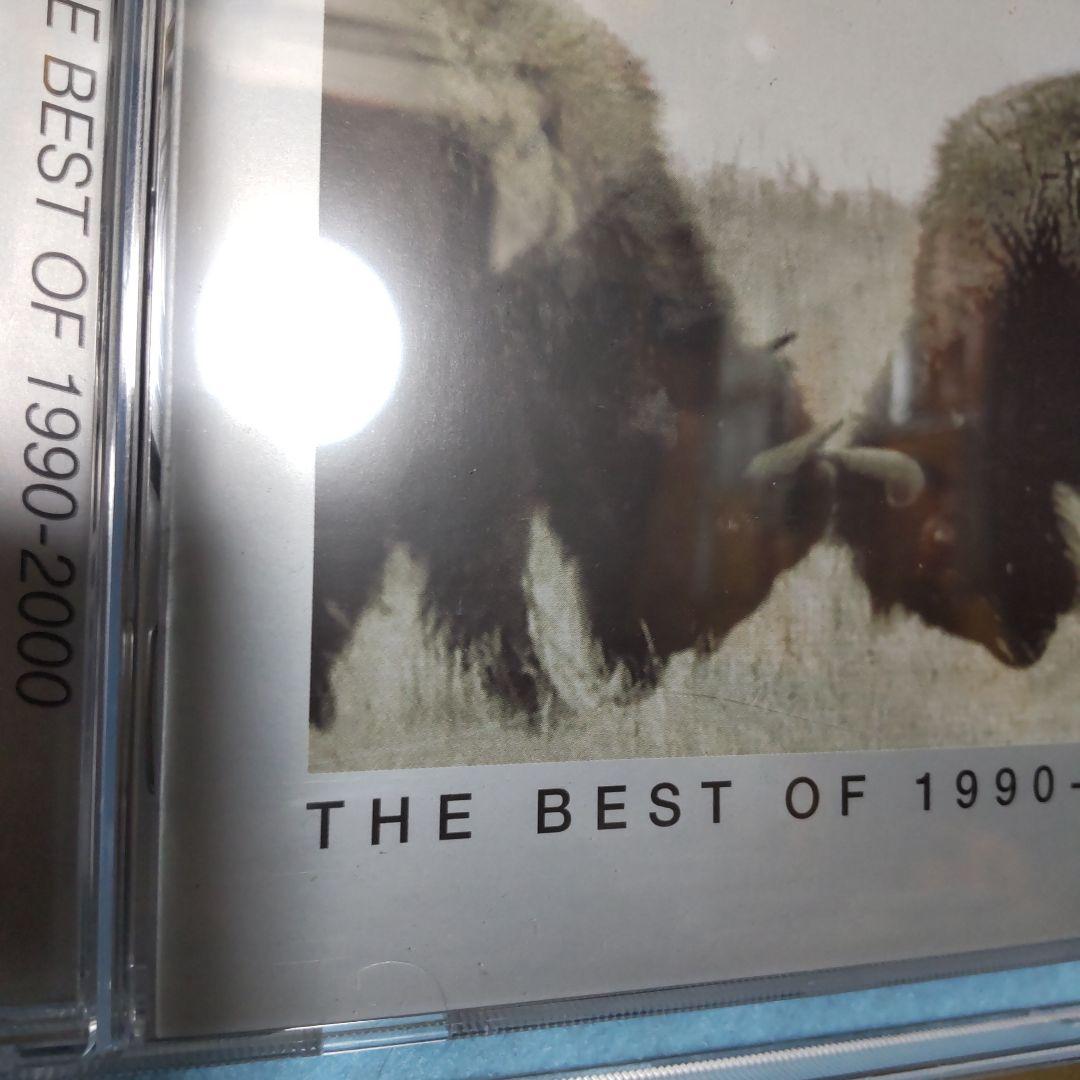 E BEST OF 1990-2000
THE BEST OF 1990-